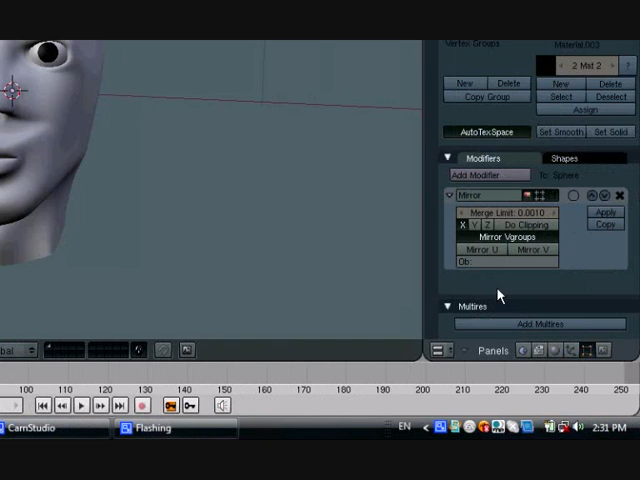 Vertex Groups
Material.003
2 Mat 2
?
New
Delete
New
Delete
Copy Group
Select
Deselect
Assign
AutoTexSpace
Set Smooth
Set Solid
Modifiers
Shapes
Add Modifier
To: Sphere
Mirror
Merge Limit: 0.0010
Apply
X
Y
Z
Do Clipping
Copy
Mirror Vgroups
Mirror U
Mirror V
Ob:
Multires
Add Multires
bal
Panels
100 110 120 130 140 150 160 170 180 190 200 210 220 230 240 250
CamStudio
Flashing
EN
2:31 PM